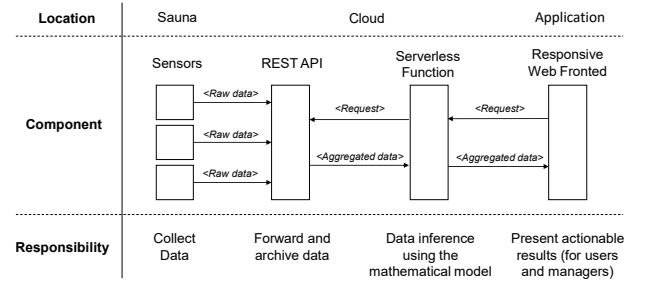 Location Sauna Cloud Application
Sensors REST API Serverless Function Responsive Web Fronted
Component
<Raw data> <Request> <Request>
<Raw data>
<Aggregated data> <Aggregated data>
<Raw data>
Responsibility
Collect Data
Forward and archive data
Data inference using the mathematical model
Present actionable results (for users and managers)